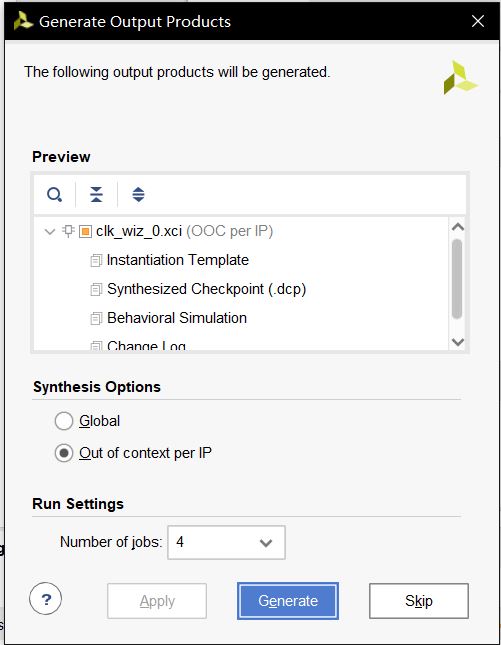 Generate Output Products
The following output products will be generated.
Preview
clk_wiz_0.xci (OOC per IP)
Instantiation Template
Synthesized Checkpoint (.dcp)
Behavioral Simulation
Change Log
Synthesis Options
Global
Out of context per IP
Run Settings
Number of jobs: 4
? Apply Generate Skip